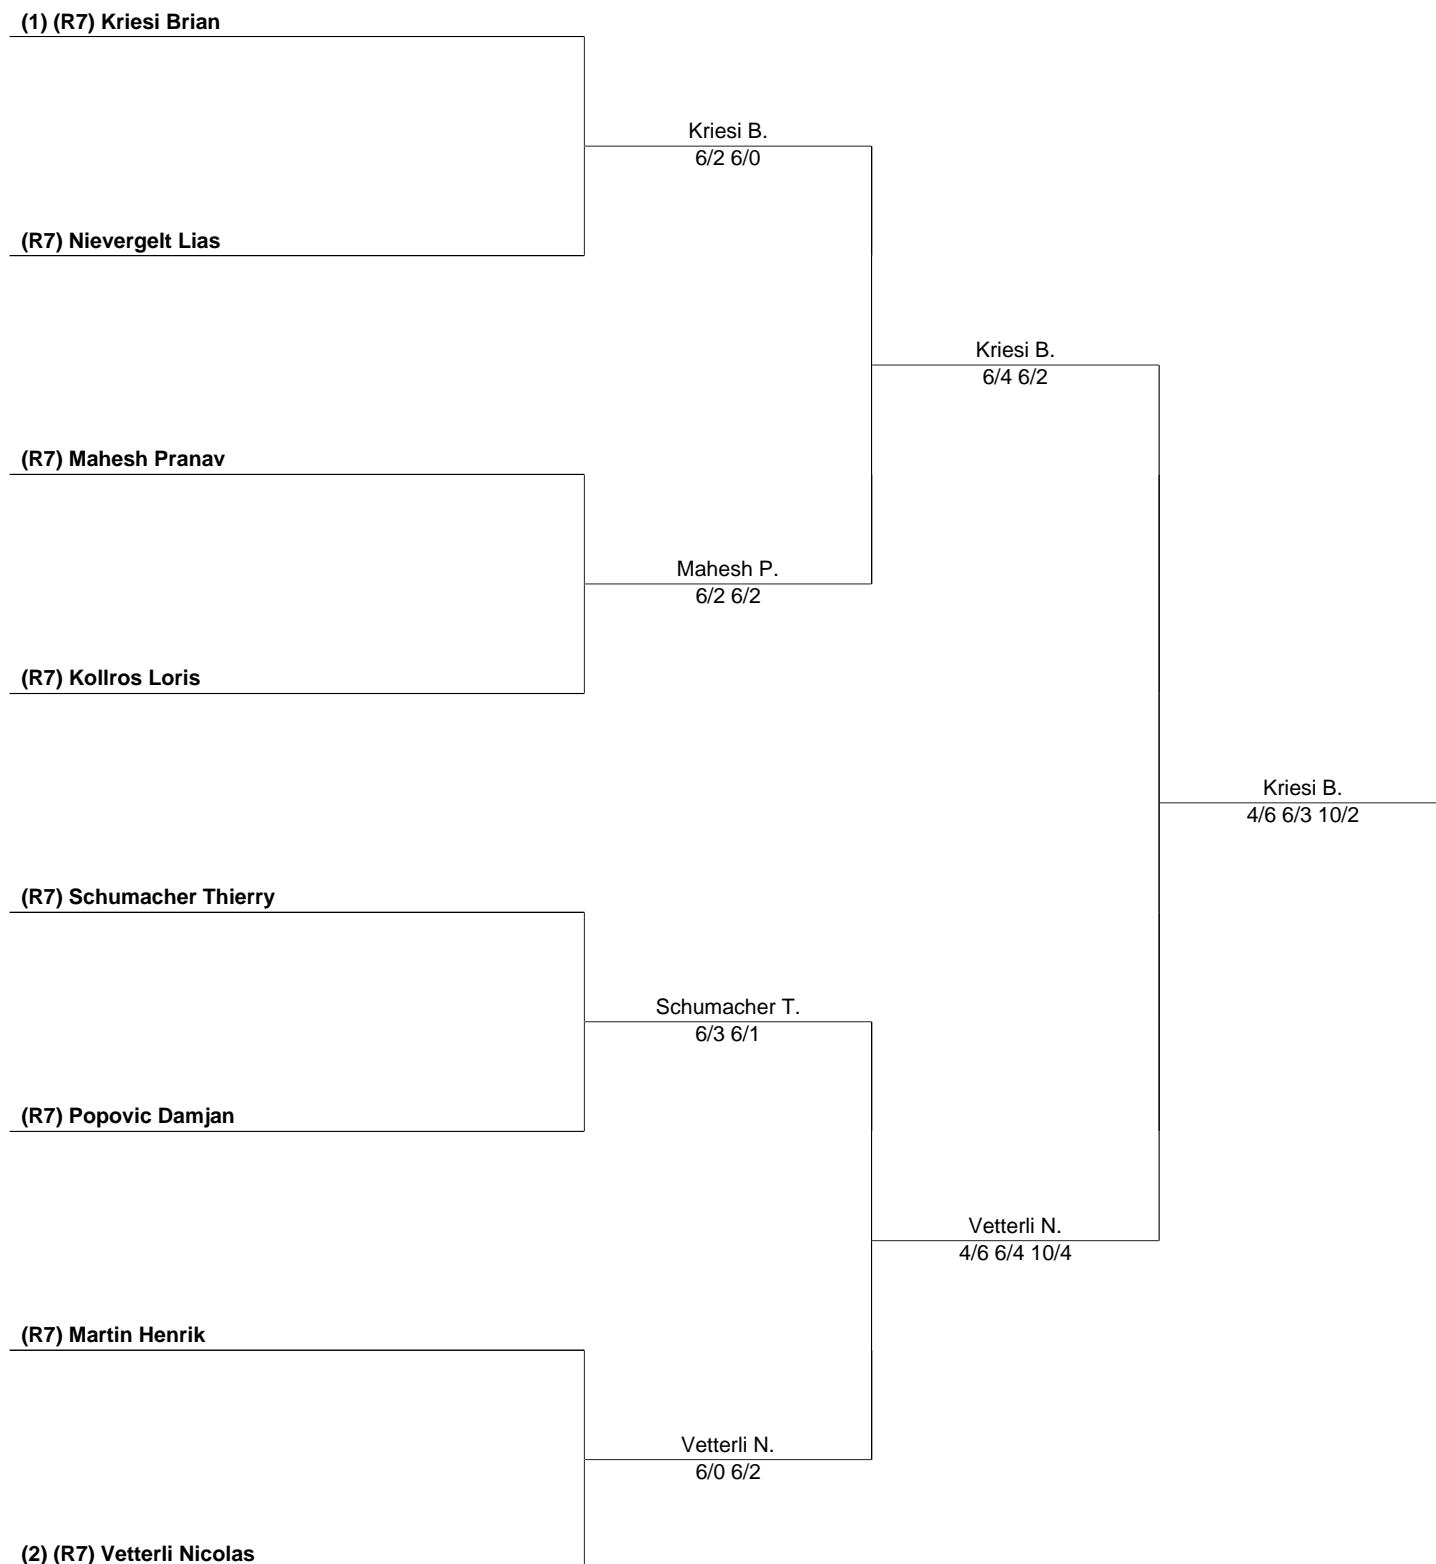 (1) (R7) Kriesi Brian
Kriesi B.
6/2 6/0
(R7) Nievergelt Lias
Kriesi B.
6/4 6/2
(R7) Mahesh Pranav
Mahesh P.
6/2 6/2
(R7) Kollros Loris
Kriesi B.
4/6 6/3 10/2
(R7) Schumacher Thierry
Schumacher T.
6/3 6/1
(R7) Popovic Damjan
Vetterli N.
4/6 6/4 10/4
(R7) Martin Henrik
Vetterli N.
6/0 6/2
(2) (R7) Vetterli Nicolas